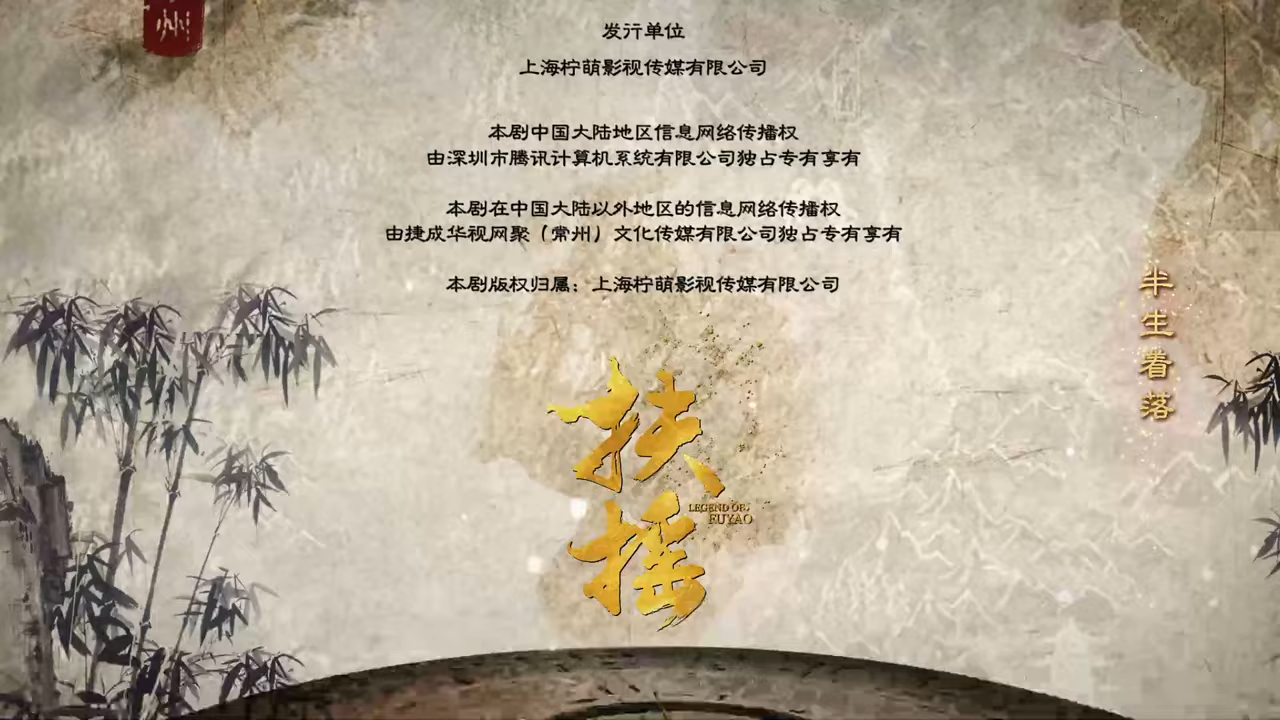 州
发行单位
上海柠萌影视传媒有限公司
本剧中国大陆地区信息网络传播权
由深圳市腾讯计算机系统有限公司独占专有享有
本剧在中国大陆以外地区的信息网络传播权
由捷成华视网聚（常州）文化传媒有限公司独占专有享有
本剧版权归属：上海柠萌影视传媒有限公司
半生着落
扶摇
LEGEND OF
FUYAO